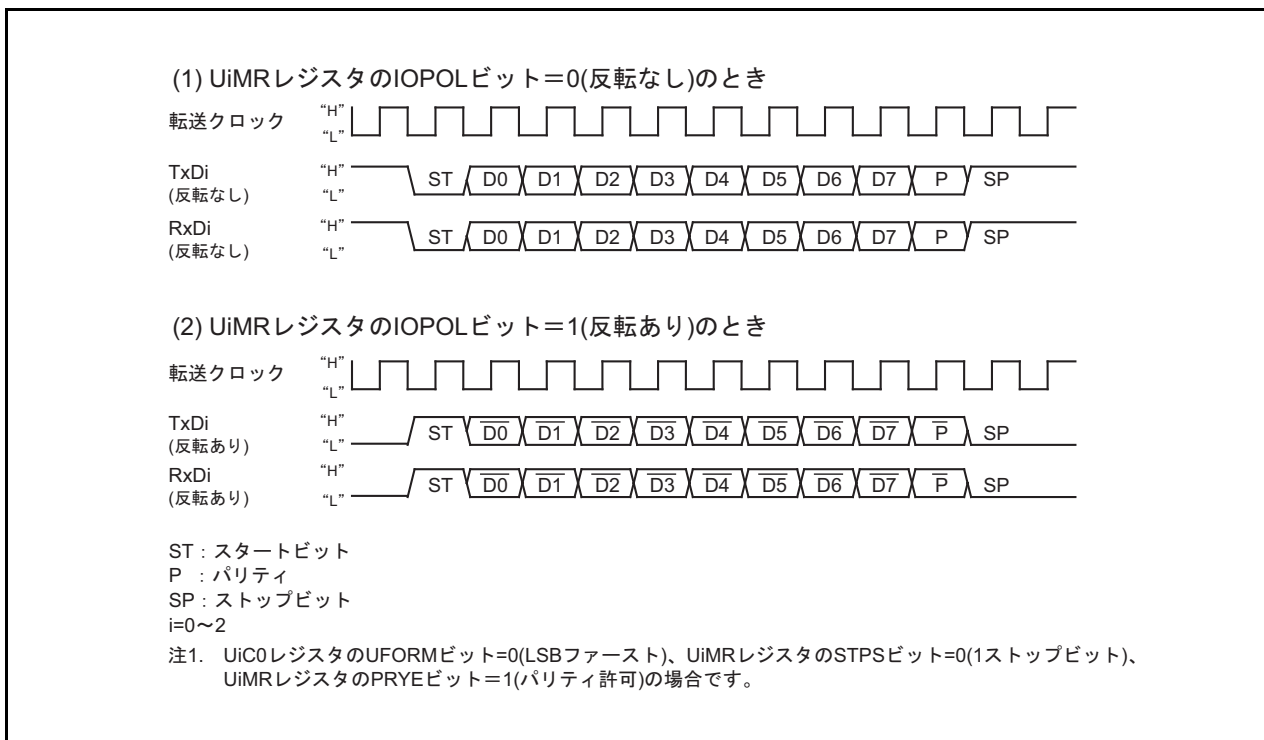 (1) UiMRレジスタのIOPOLビット＝0(反転なし)のとき
転送クロック “H”
“L”
TxDi “H”
(反転なし) “L”
ST D0 D1 D2 D3 D4 D5 D6 D7 P SP
RxDi “H”
(反転なし) “L”
ST D0 D1 D2 D3 D4 D5 D6 D7 P SP
(2) UiMRレジスタのIOPOLビット＝1(反転あり)のとき
転送クロック “H”
“L”
TxDi “H”
(反転あり) “L”
ST D0 D1 D2 D3 D4 D5 D6 D7 P SP
RxDi “H”
(反転あり) “L”
ST D0 D1 D2 D3 D4 D5 D6 D7 P SP
ST：スタートビット
P ：パリティ
SP：ストップビット
i=0～2
注1. UiC0レジスタのUFORMビット=0(LSBファースト)、UiMRレジスタのSTPSビット=0(1ストップビット)、
UiMRレジスタのPRYEビット＝1(パリティ許可)の場合です。